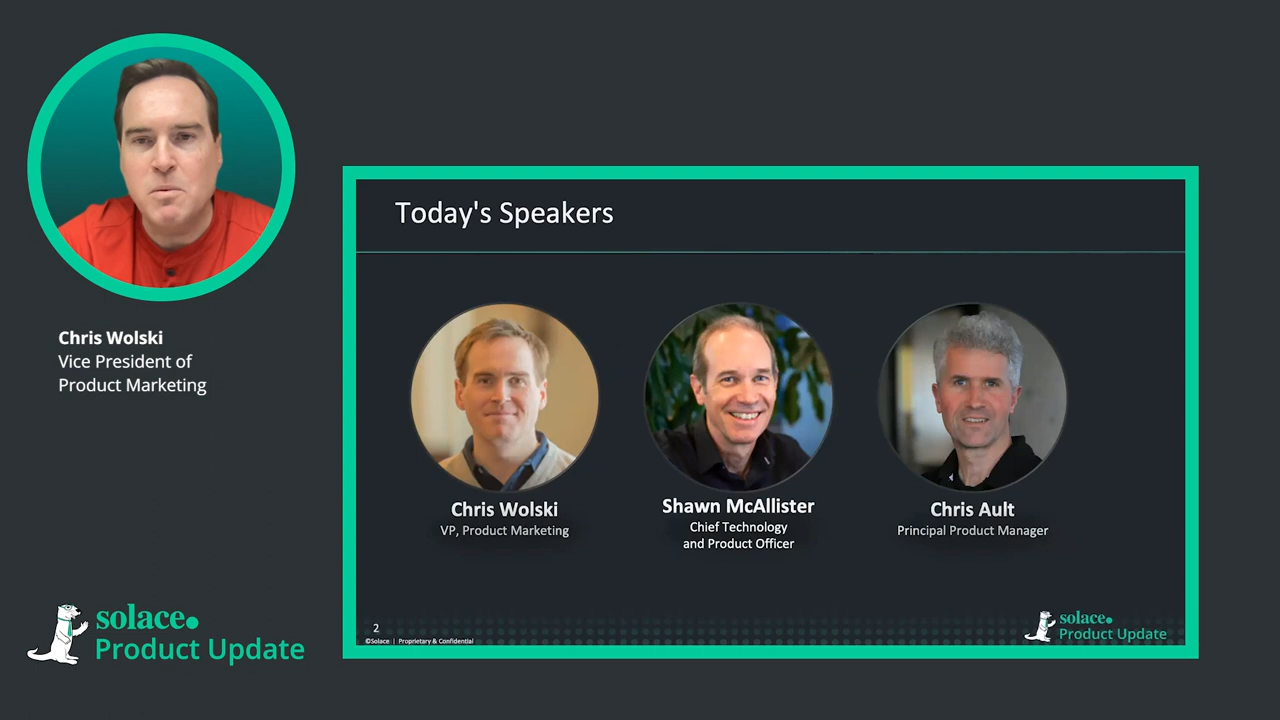 Chris Wolski
Vice President of
Product Marketing
solace.
Product Update
Today's Speakers
Chris Wolski
VP, Product Marketing
Shawn McAllister
Chief Technology
and Product Officer
Chris Ault
Principal Product Manager
2
©Solace | Proprietary & Confidential
solace.
Product Update